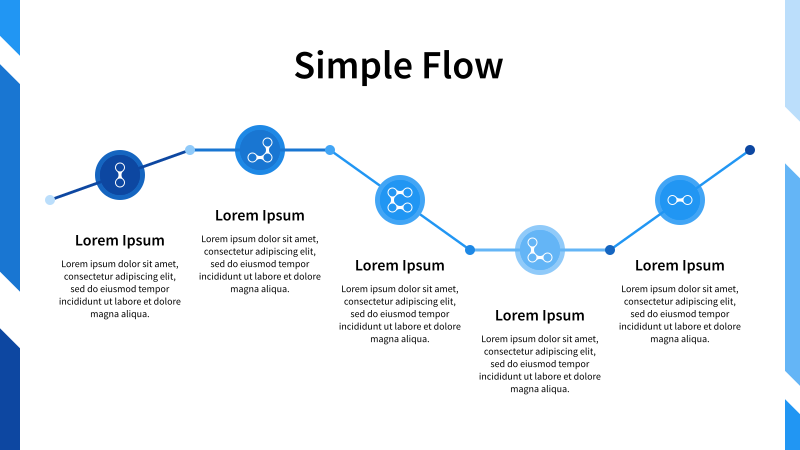 Simple Flow
Lorem Ipsum
Lorem ipsum dolor sit amet,
consectetur adipiscing elit,
sed do eiusmod tempor
incididunt ut labore et dolore
magna aliqua.
Lorem Ipsum
Lorem ipsum dolor sit amet,
consectetur adipiscing elit,
sed do eiusmod tempor
incididunt ut labore et dolore
magna aliqua.
Lorem Ipsum
Lorem ipsum dolor sit amet,
consectetur adipiscing elit,
sed do eiusmod tempor
incididunt ut labore et dolore
magna aliqua.
Lorem Ipsum
Lorem ipsum dolor sit amet,
consectetur adipiscing elit,
sed do eiusmod tempor
incididunt ut labore et dolore
magna aliqua.
Lorem Ipsum
Lorem ipsum dolor sit amet,
consectetur adipiscing elit,
sed do eiusmod tempor
incididunt ut labore et dolore
magna aliqua.